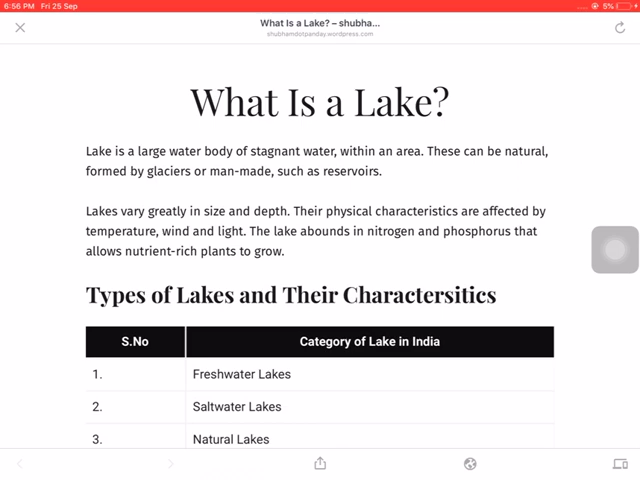 6:56 PM Fri 25 Sep
5%
What Is a Lake? – shubha...
shubhamdotpanday.wordpress.com
What Is a Lake?
Lake is a large water body of stagnant water, within an area. These can be natural,
formed by glaciers or man-made, such as reservoirs.
Lakes vary greatly in size and depth. Their physical characteristics are affected by
temperature, wind and light. The lake abounds in nitrogen and phosphorus that
allows nutrient-rich plants to grow.
Types of Lakes and Their Charactersitics
S.No Category of Lake in India
1. Freshwater Lakes
2. Saltwater Lakes
3. Natural Lakes